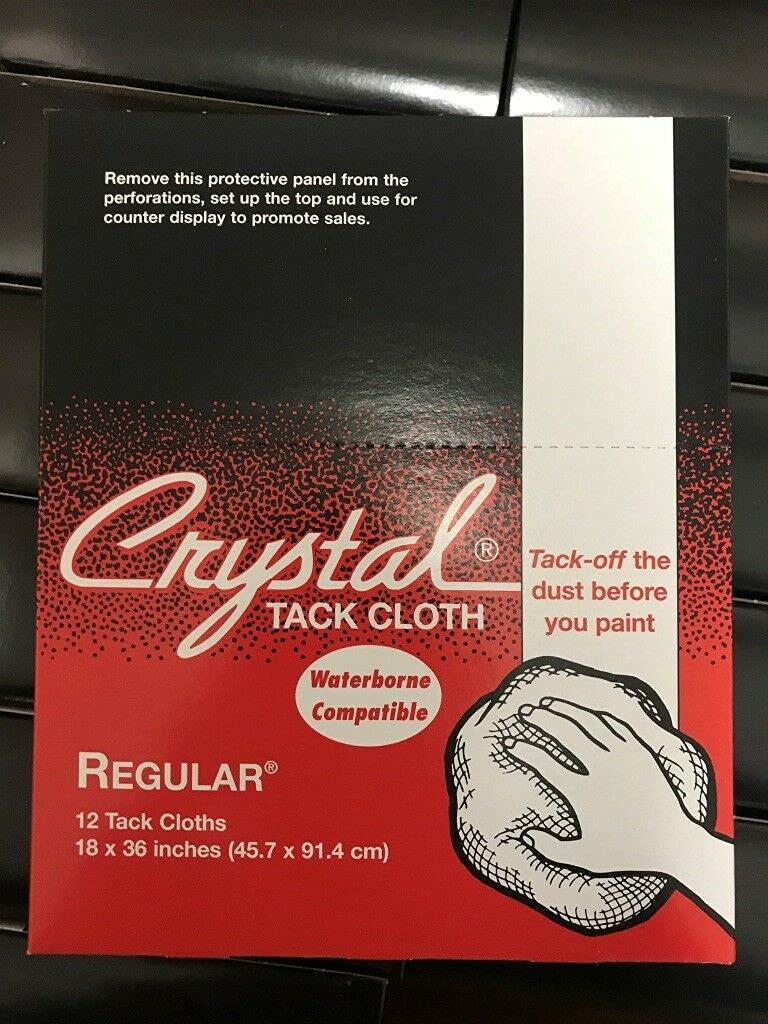 Remove this protective panel from the
perforations, set up the top and use for
counter display to promote sales.
Crystal®
TACK CLOTH
Tack-off the
dust before
you paint
Waterborne
Compatible
REGULAR®
12 Tack Cloths
18 x 36 inches (45.7 x 91.4 cm)